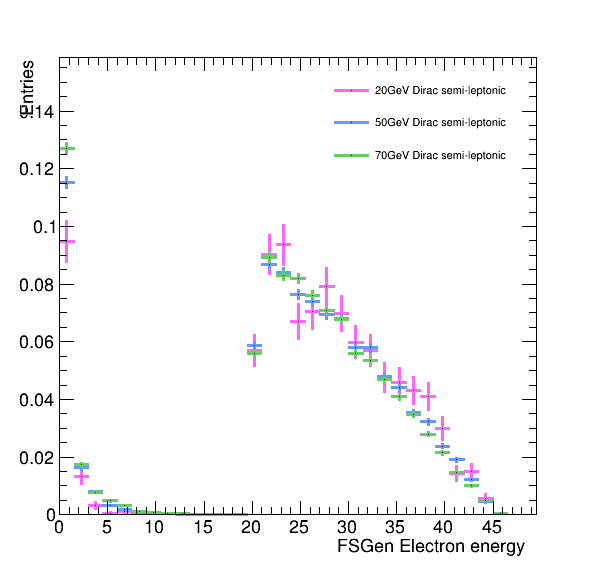 Entries
20GeV Dirac semi-leptonic
50GeV Dirac semi-leptonic
70GeV Dirac semi-leptonic
0.14
0.12
0.1
0.08
0.06
0.04
0.02
0
0 5 10 15 20 25 30 35 40 45
FSGen Electron energy